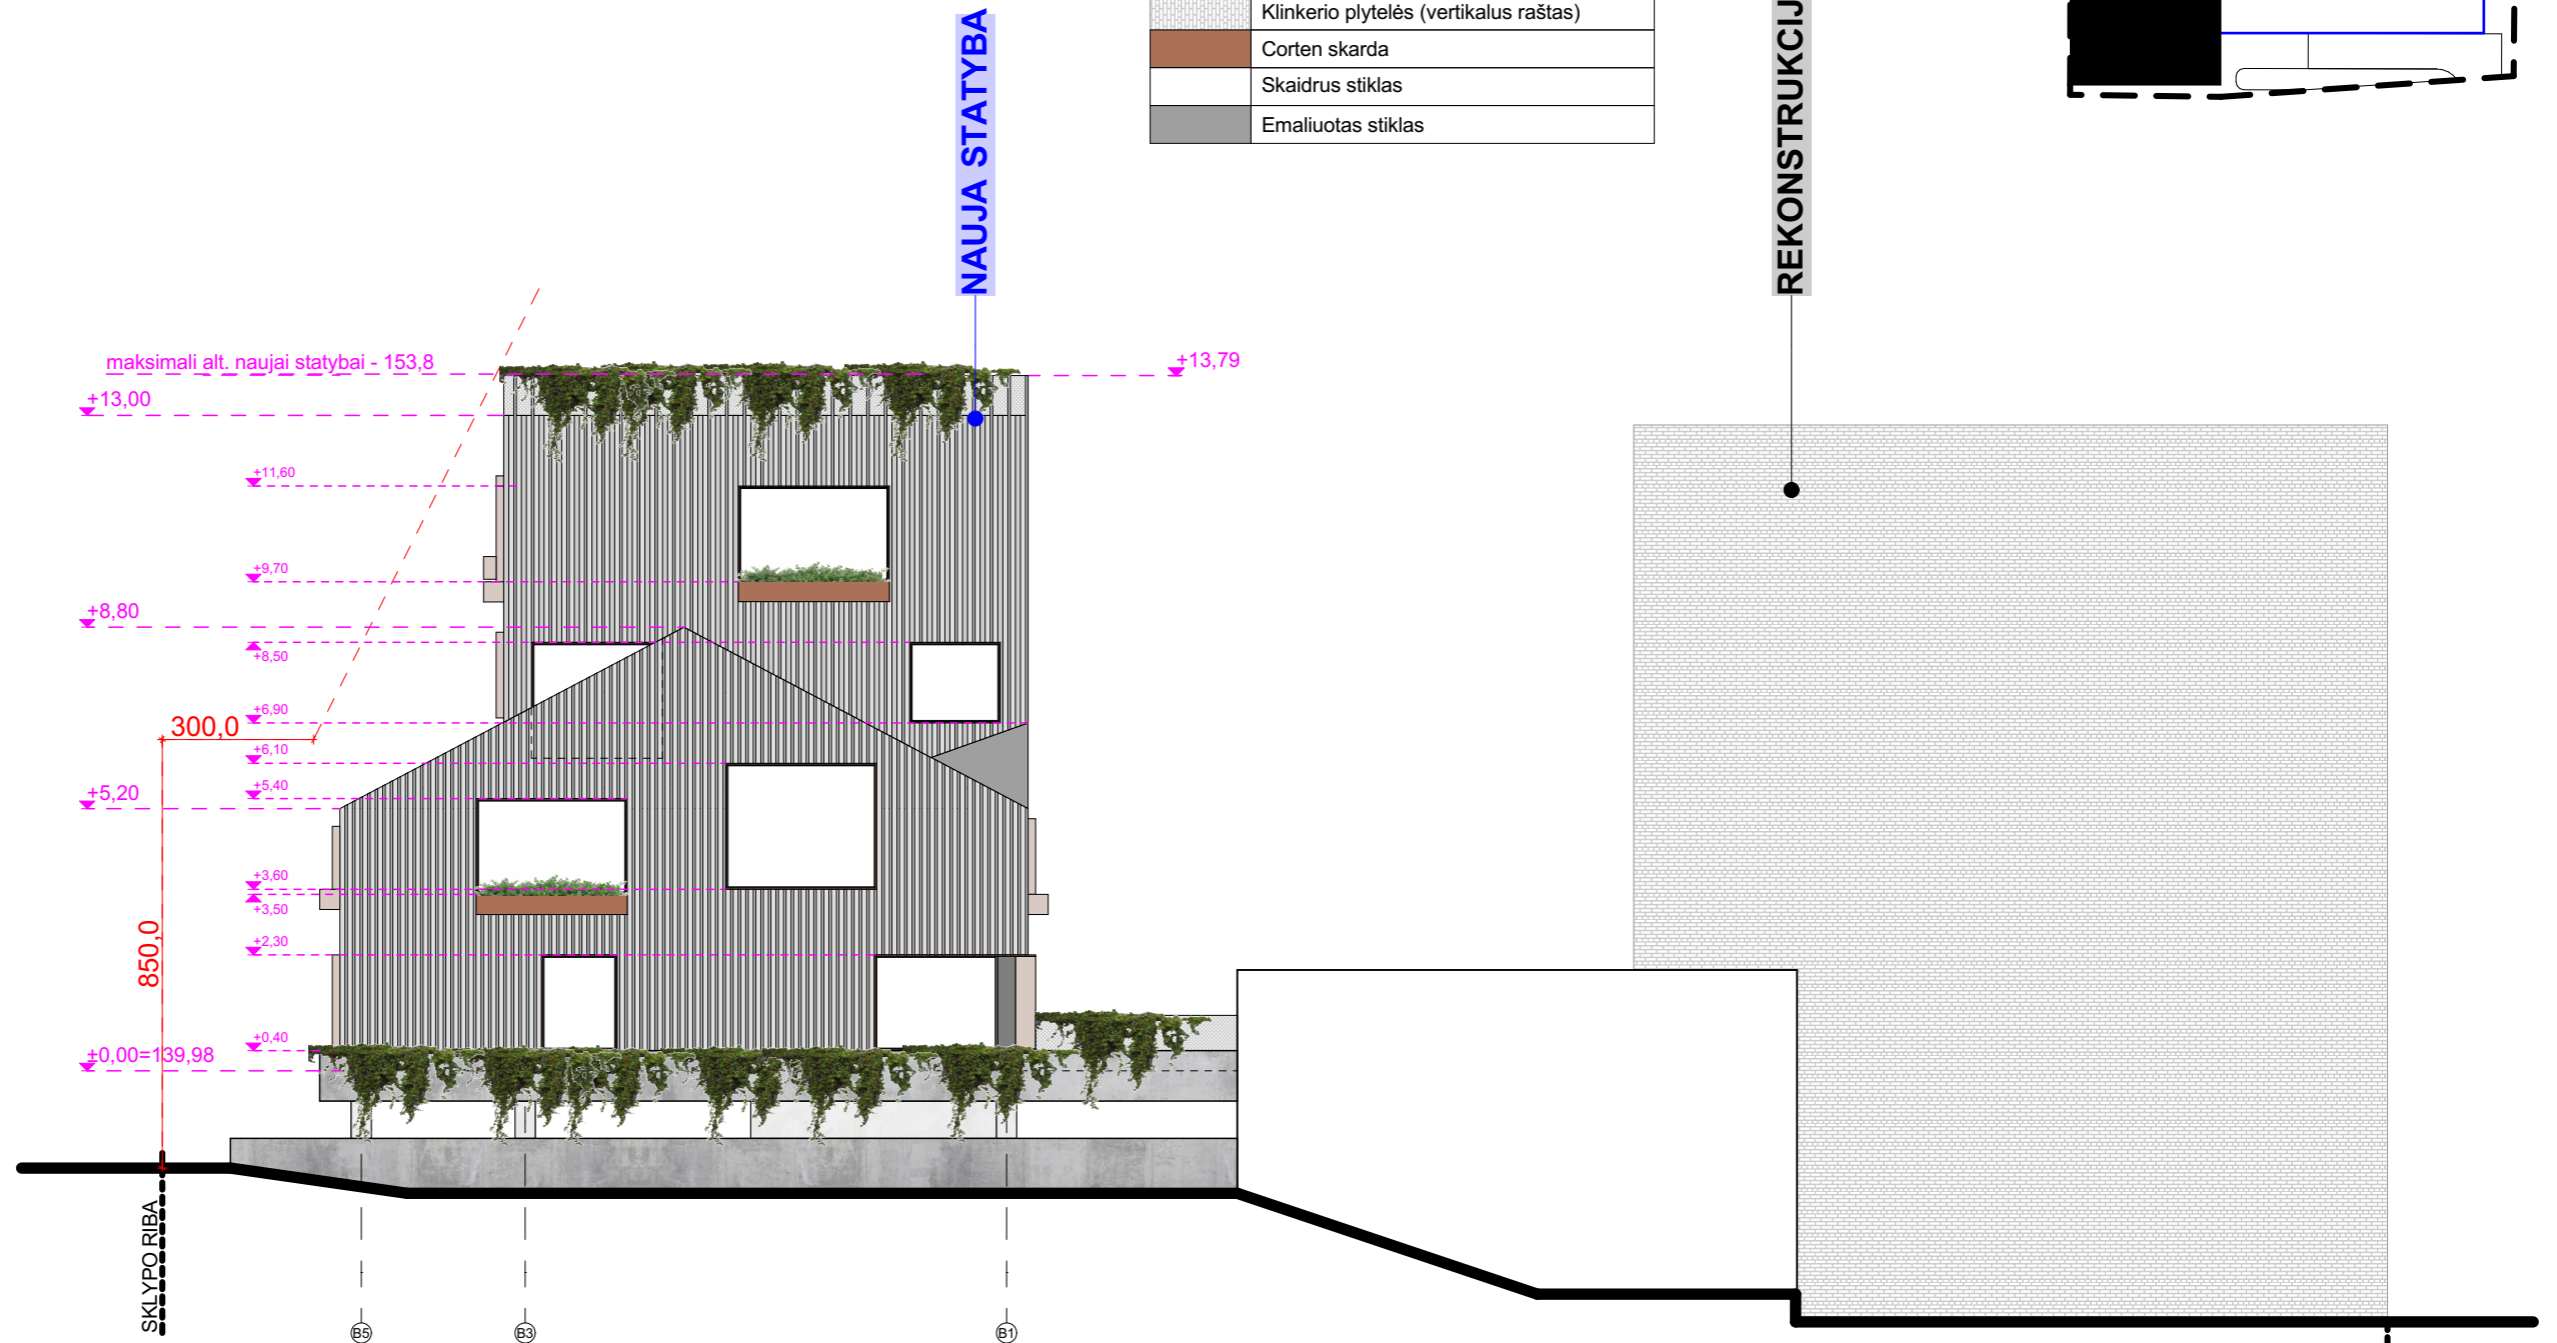 Klinkerio plytelės (vertikalus raštas)
Corten skarda
Skaidrus stiklas
Emaliuotas stiklas
NAUJA STATYBA
REKONSTRUKCIJ
maksimali alt. naujai statybai - 153,8
+13,79
+13,00
+11,60
+9,70
+8,80
+8,50
+6,90
300,0
+6,10
+5,40
+5,20
+3,60
+3,50
+2,30
850,0
+0,40
±0,00=139,98
SKLYPO RIBA
B5
B3
B1